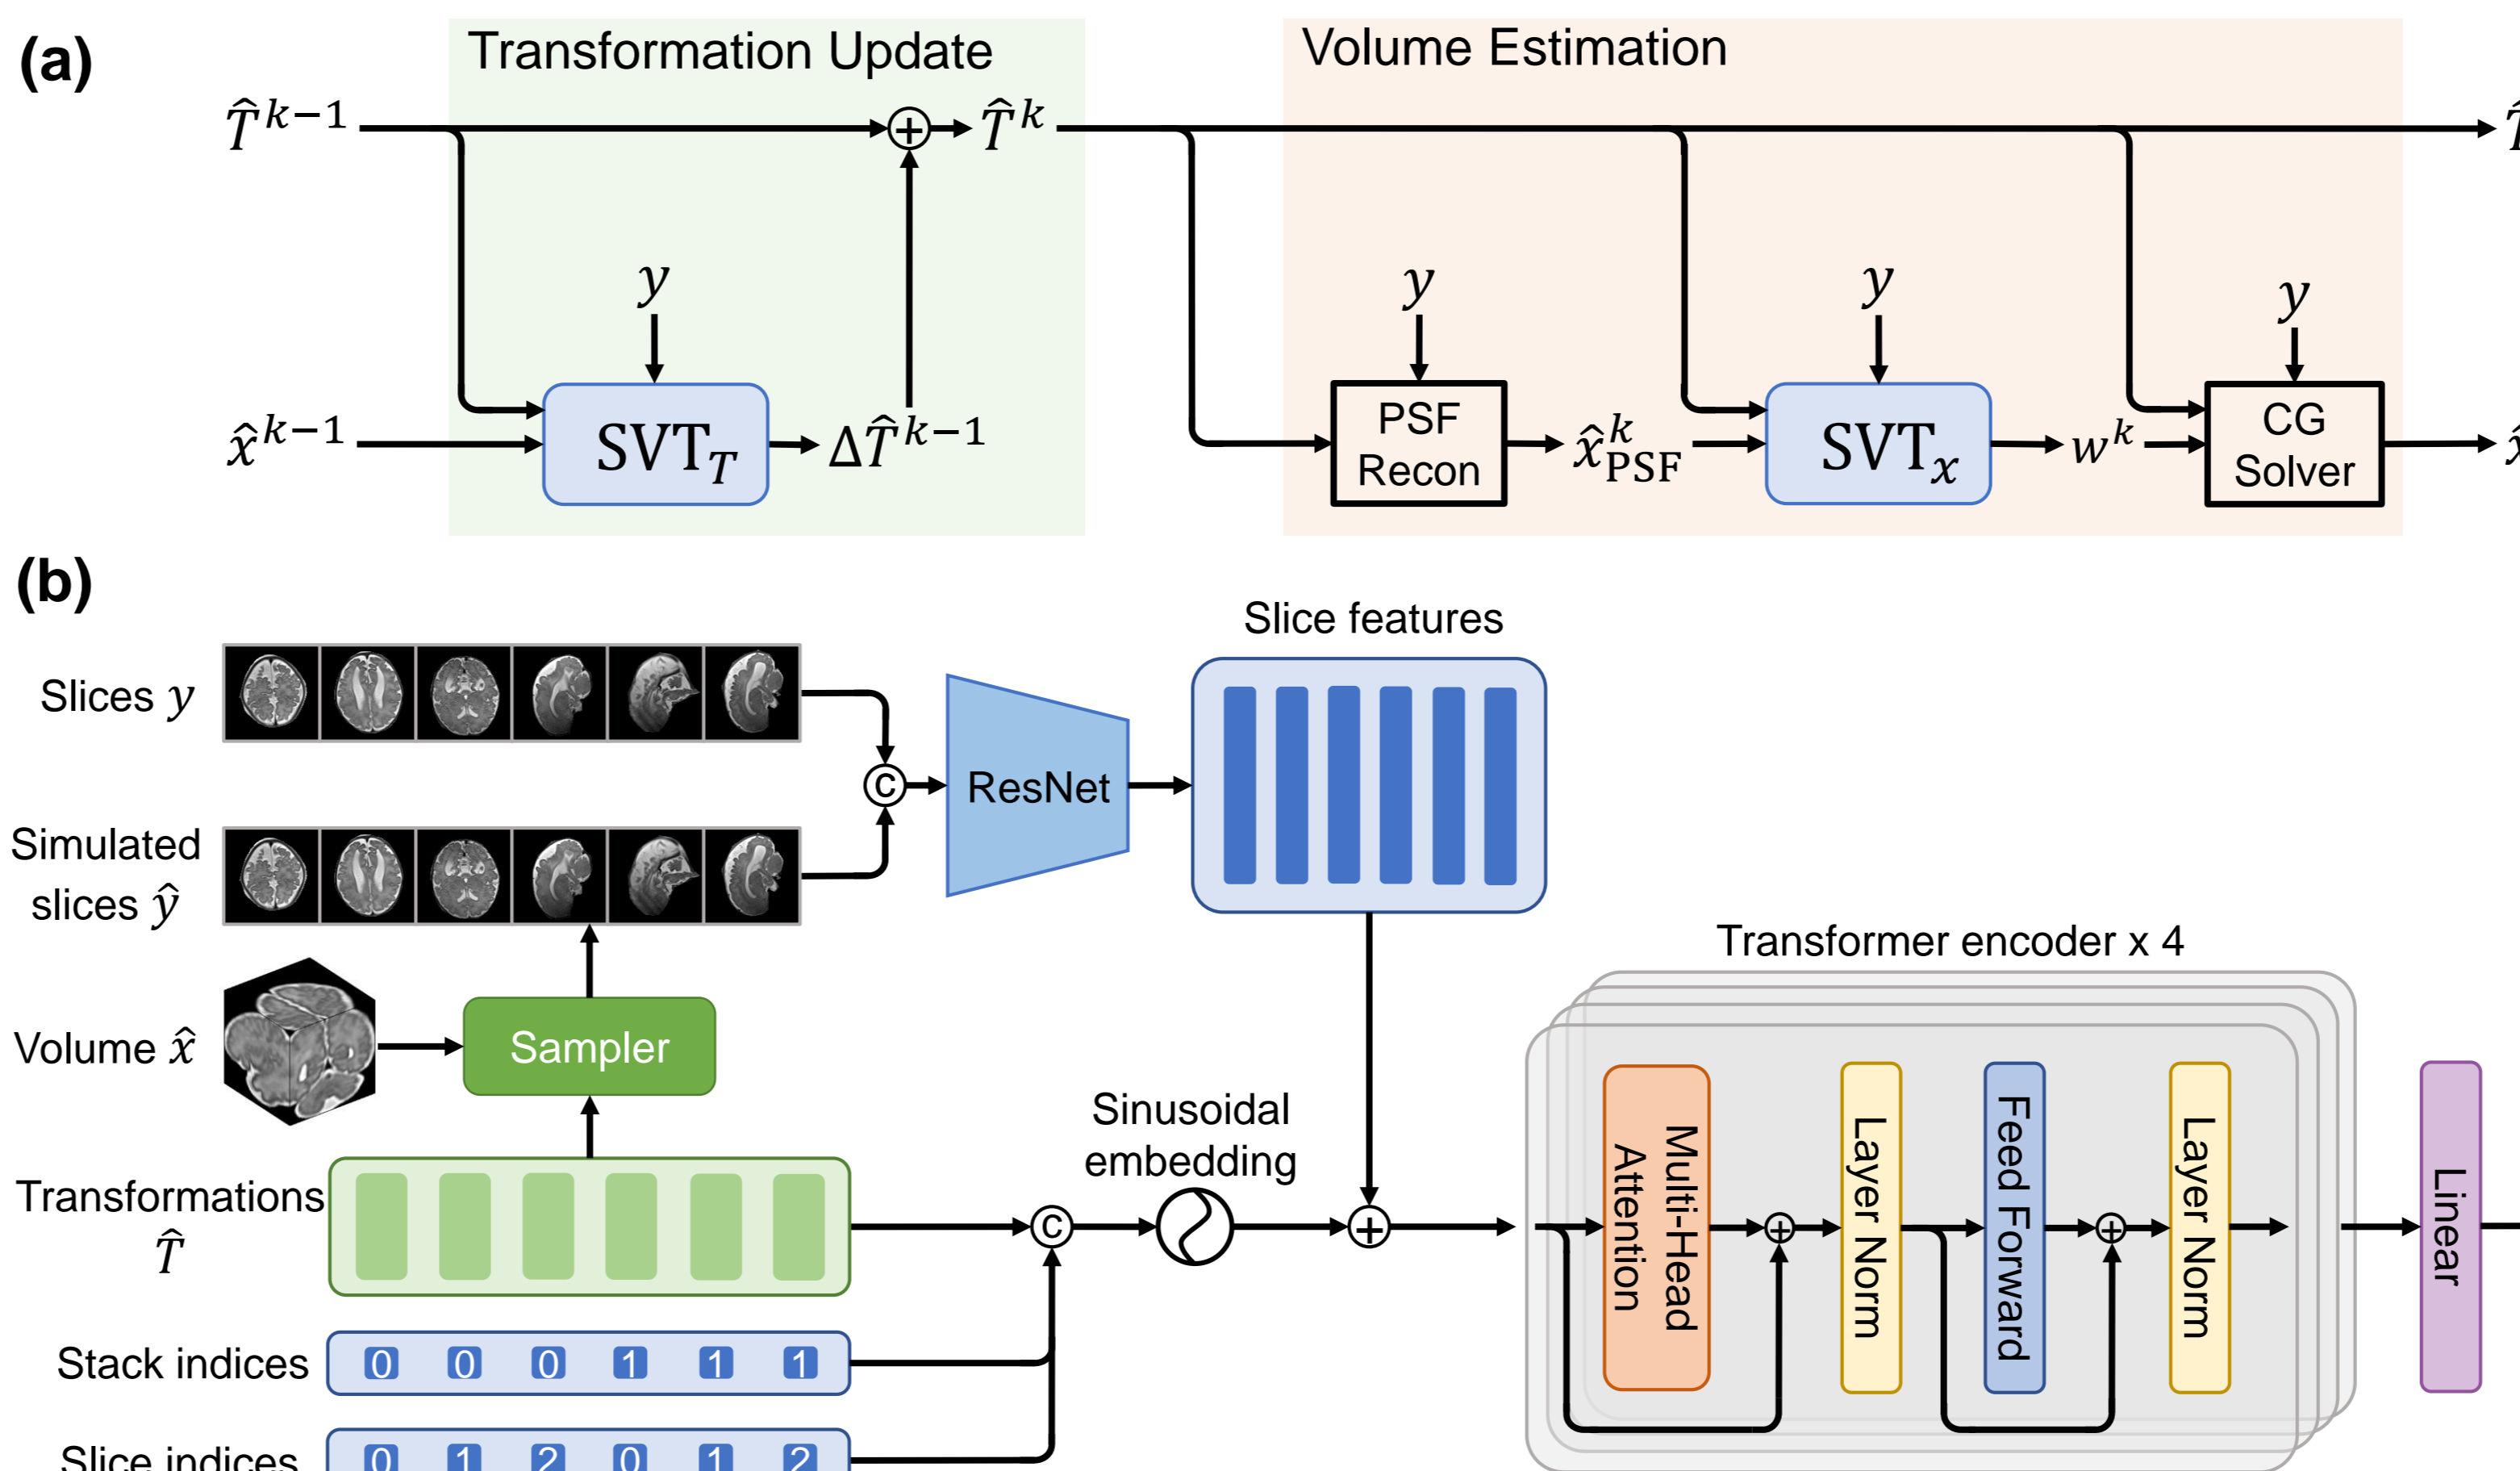 (a)
Transformation Update
Volume Estimation
T̂ᵏ⁻¹
+
T̂ᵏ
y
y
y
y
x̂ᵏ⁻¹
SVT_T
ΔT̂ᵏ⁻¹
PSF
Recon
x̂ᵏ_PSF
SVTₓ
wᵏ
CG
Solver
(b)
Slice features
Slices y
C
ResNet
Simulated
slices ŷ
Transformer encoder x 4
Volume x̂
Sampler
Sinusoidal
embedding
Transformations
T̂
C
+
Multi-Head
Attention
+
Layer Norm
Feed Forward
+
Layer Norm
Linear
Stack indices
0 0 0 1 1 1
Slice indices
0 1 2 0 1 2